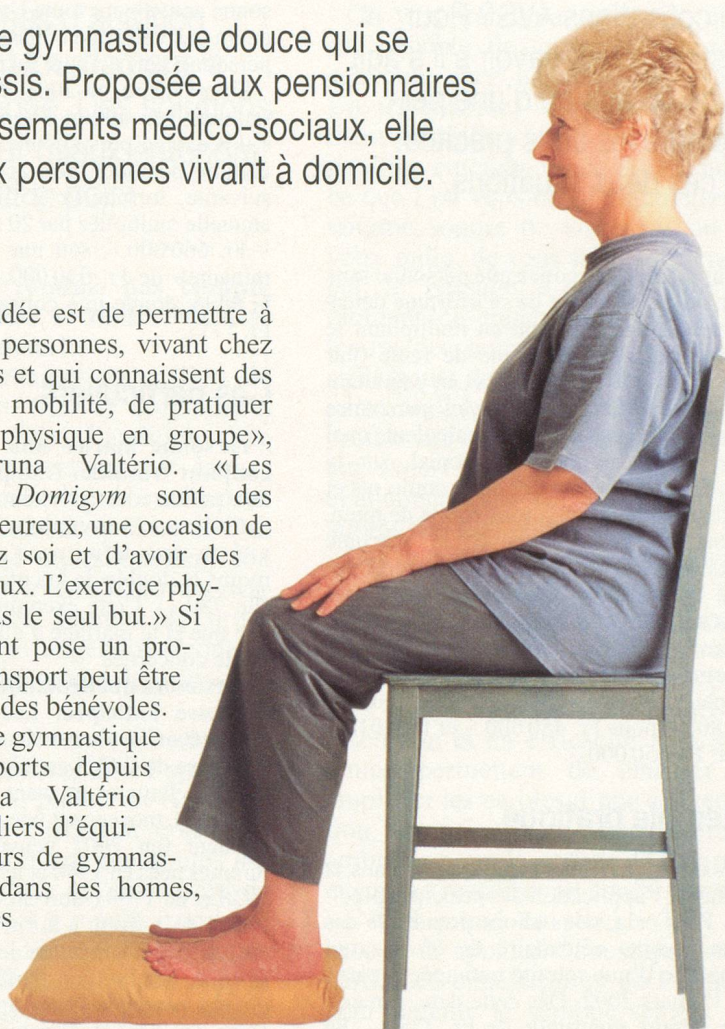 e gymnastique douce qui se
ssis. Proposée aux pensionnaires
sements médico-sociaux, elle
x personnes vivant à domicile.
dée est de permettre à
personnes, vivant chez
s et qui connaissent des
mobilité, de pratiquer
physique en groupe»,
runa Valtério. «Les
Domigym sont des
eureux, une occasion de
z soi et d'avoir des
ux. L'exercice phy-
s le seul but.» Si
nt pose un pro-
nsport peut être
des bénévoles.
e gymnastique
ports depuis
a Valtério
liers d'équi-
urs de gymnas-
dans les homes,
s